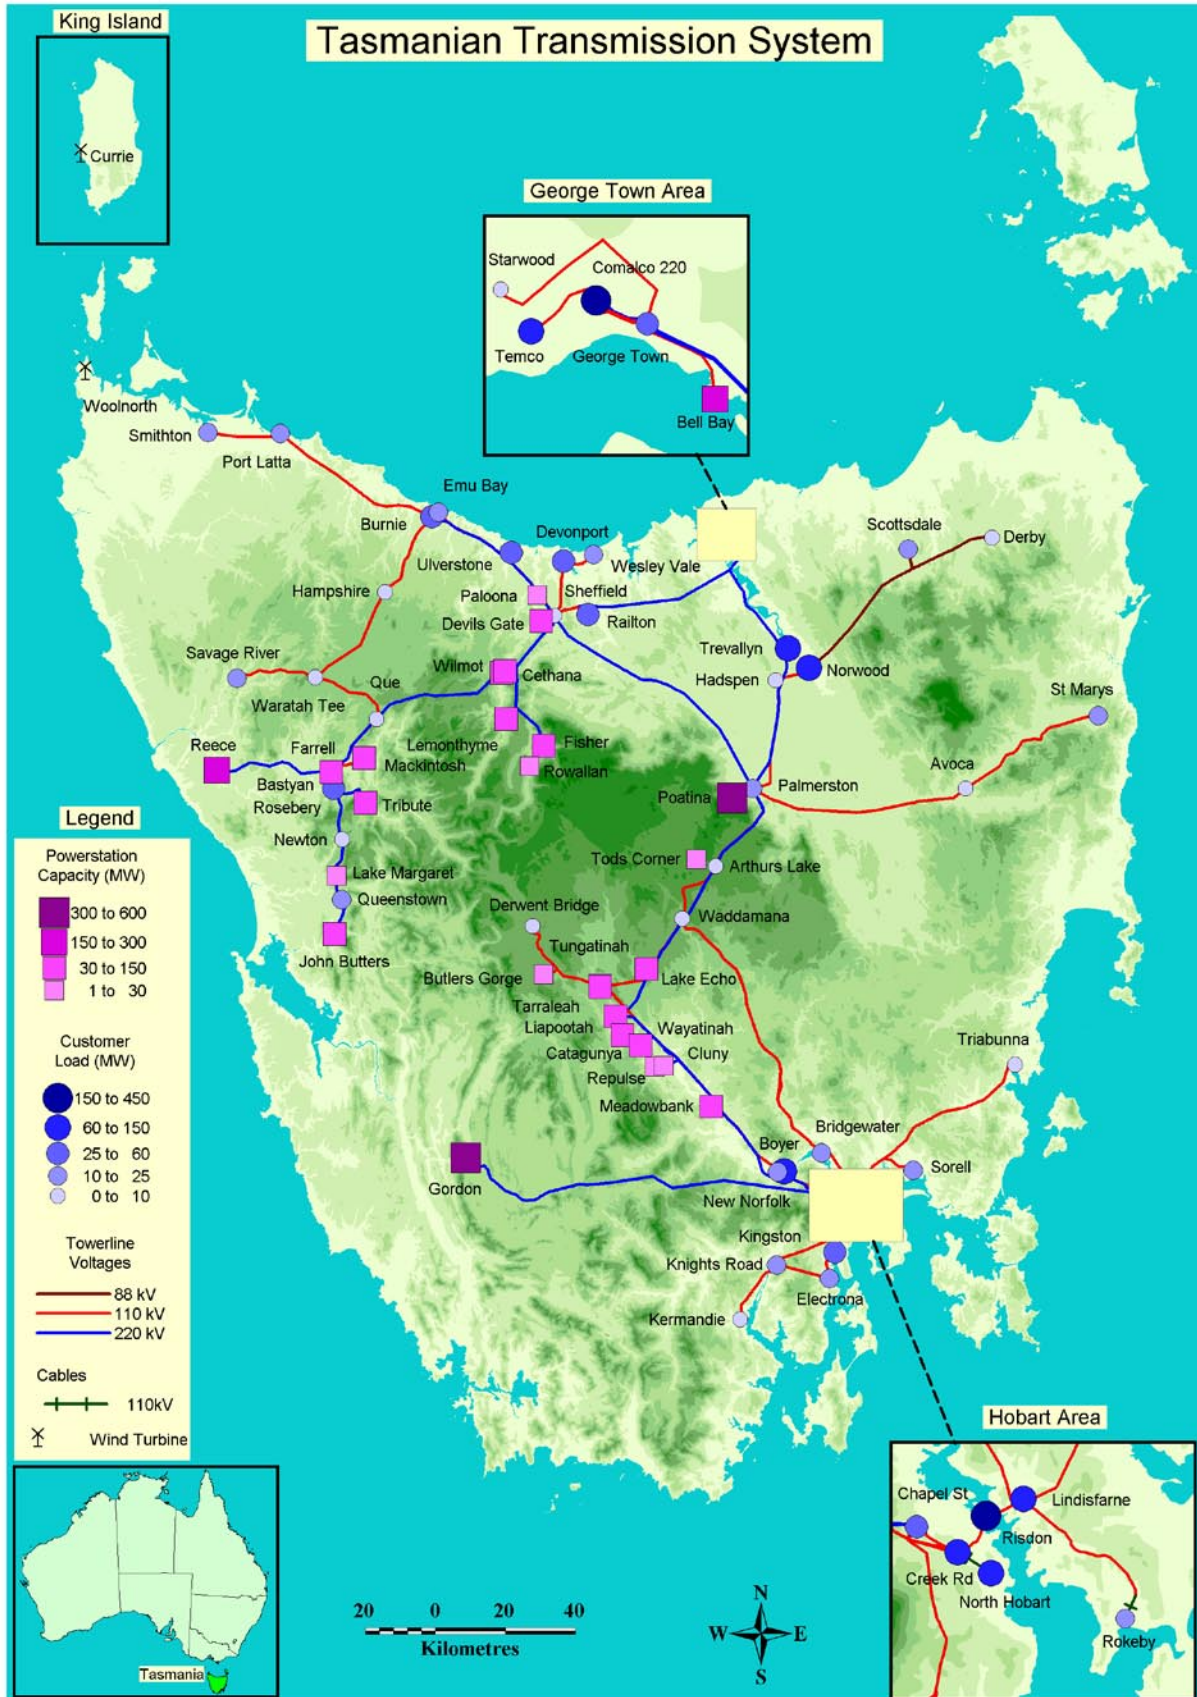 King Island
Tasmanian Transmission System
Currie
George Town Area
Starwood
Comalco 220
Temco
George Town
Bell Bay
Woolnorth
Smithton
Port Latta
Emu Bay
Burnie
Devonport
Scottsdale
Derby
Ulverstone
Wesley Vale
Hampshire
Paloona
Sheffield
Devils Gate
Railton
Savage River
Wilmot
Cethana
Trevallyn
Norwood
Que
Hadspen
St Marys
Waratah Tee
Reece
Farrell
Lemonthyme
Fisher
Mackintosh
Rowallan
Avoca
Bastyan
Palmerston
Poatina
Rosebery
Tribute
Newton
Tods Corner
Arthurs Lake
Lake Margaret
Queenstown
Derwent Bridge
Waddamana
Tungatinah
John Butters
Butlers Gorge
Lake Echo
Tarraleah
Liapootah
Wayatinah
Catagunya
Cluny
Repulse
Triabunna
Meadowbank
Bridgewater
Boyer
Sorell
Gordon
New Norfolk
Kingston
Knights Road
Electrona
Kermandie
Legend
Powerstation
Capacity (MW)
300 to 600
150 to 300
30 to 150
1 to 30
Customer
Load (MW)
150 to 450
60 to 150
25 to 60
10 to 25
0 to 10
Towerline
Voltages
88 kV
110 kV
220 kV
Cables
110kV
Wind Turbine
Hobart Area
Chapel St
Lindisfarne
Risdon
Creek Rd
North Hobart
Rokeby
Tasmania
20 0 20 40
Kilometres
N
W E
S